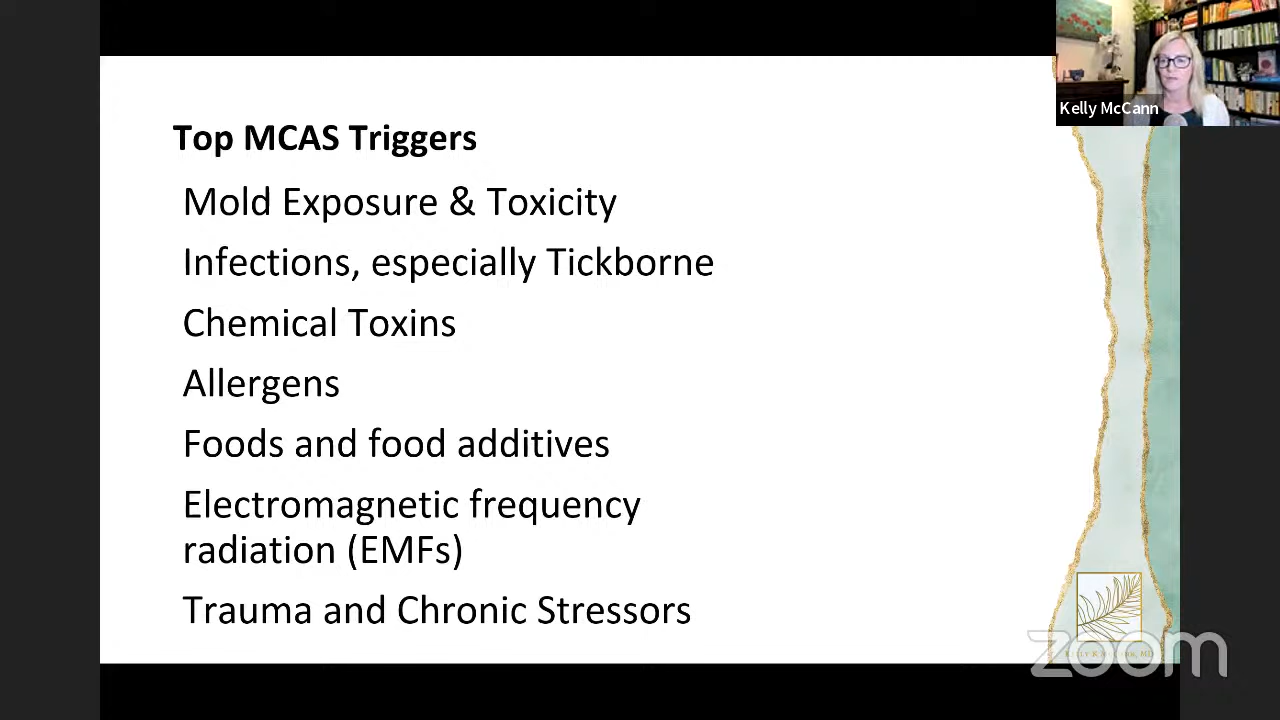 Kelly McCann
Top MCAS Triggers
Mold Exposure & Toxicity
Infections, especially Tickborne
Chemical Toxins
Allergens
Foods and food additives
Electromagnetic frequency
radiation (EMFs)
Trauma and Chronic Stressors
zoom